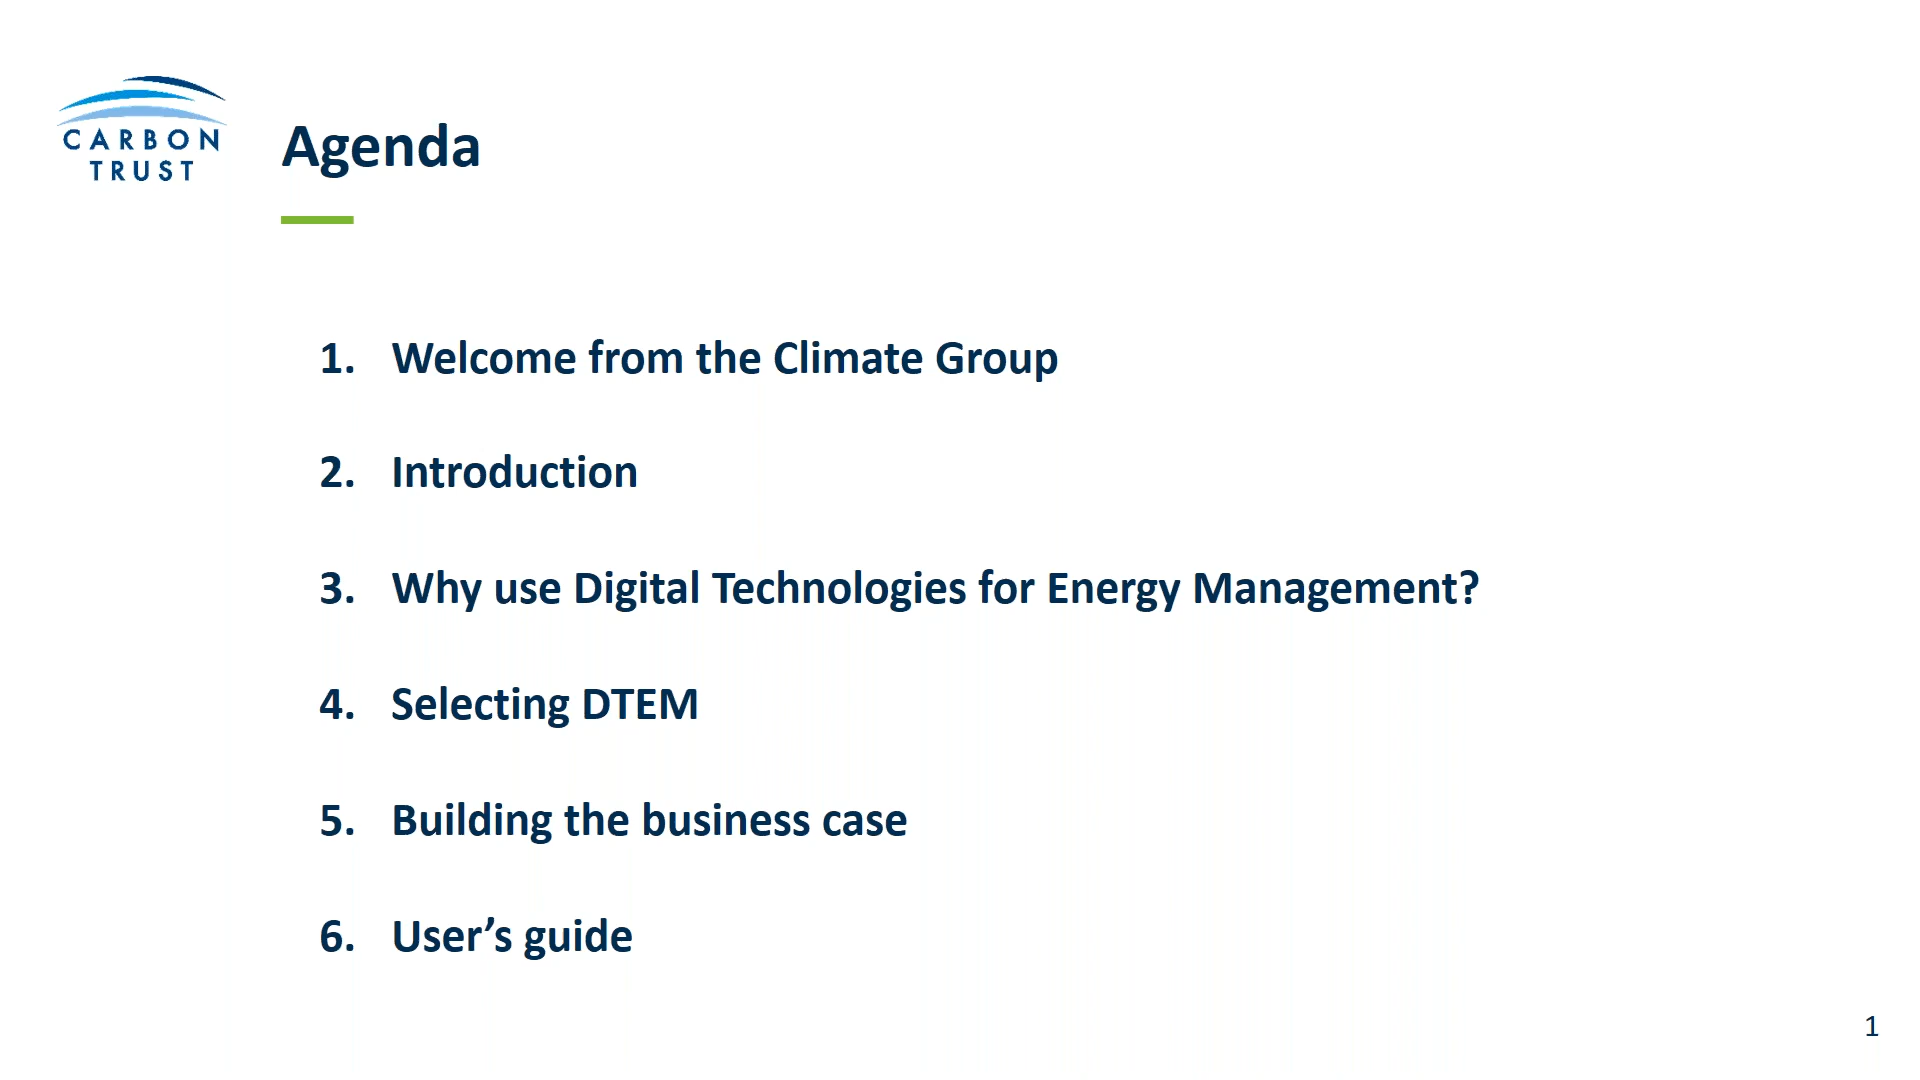 CARBON
TRUST
Agenda
1. Welcome from the Climate Group
2. Introduction
3. Why use Digital Technologies for Energy Management?
4. Selecting DTEM
5. Building the business case
6. User’s guide
1